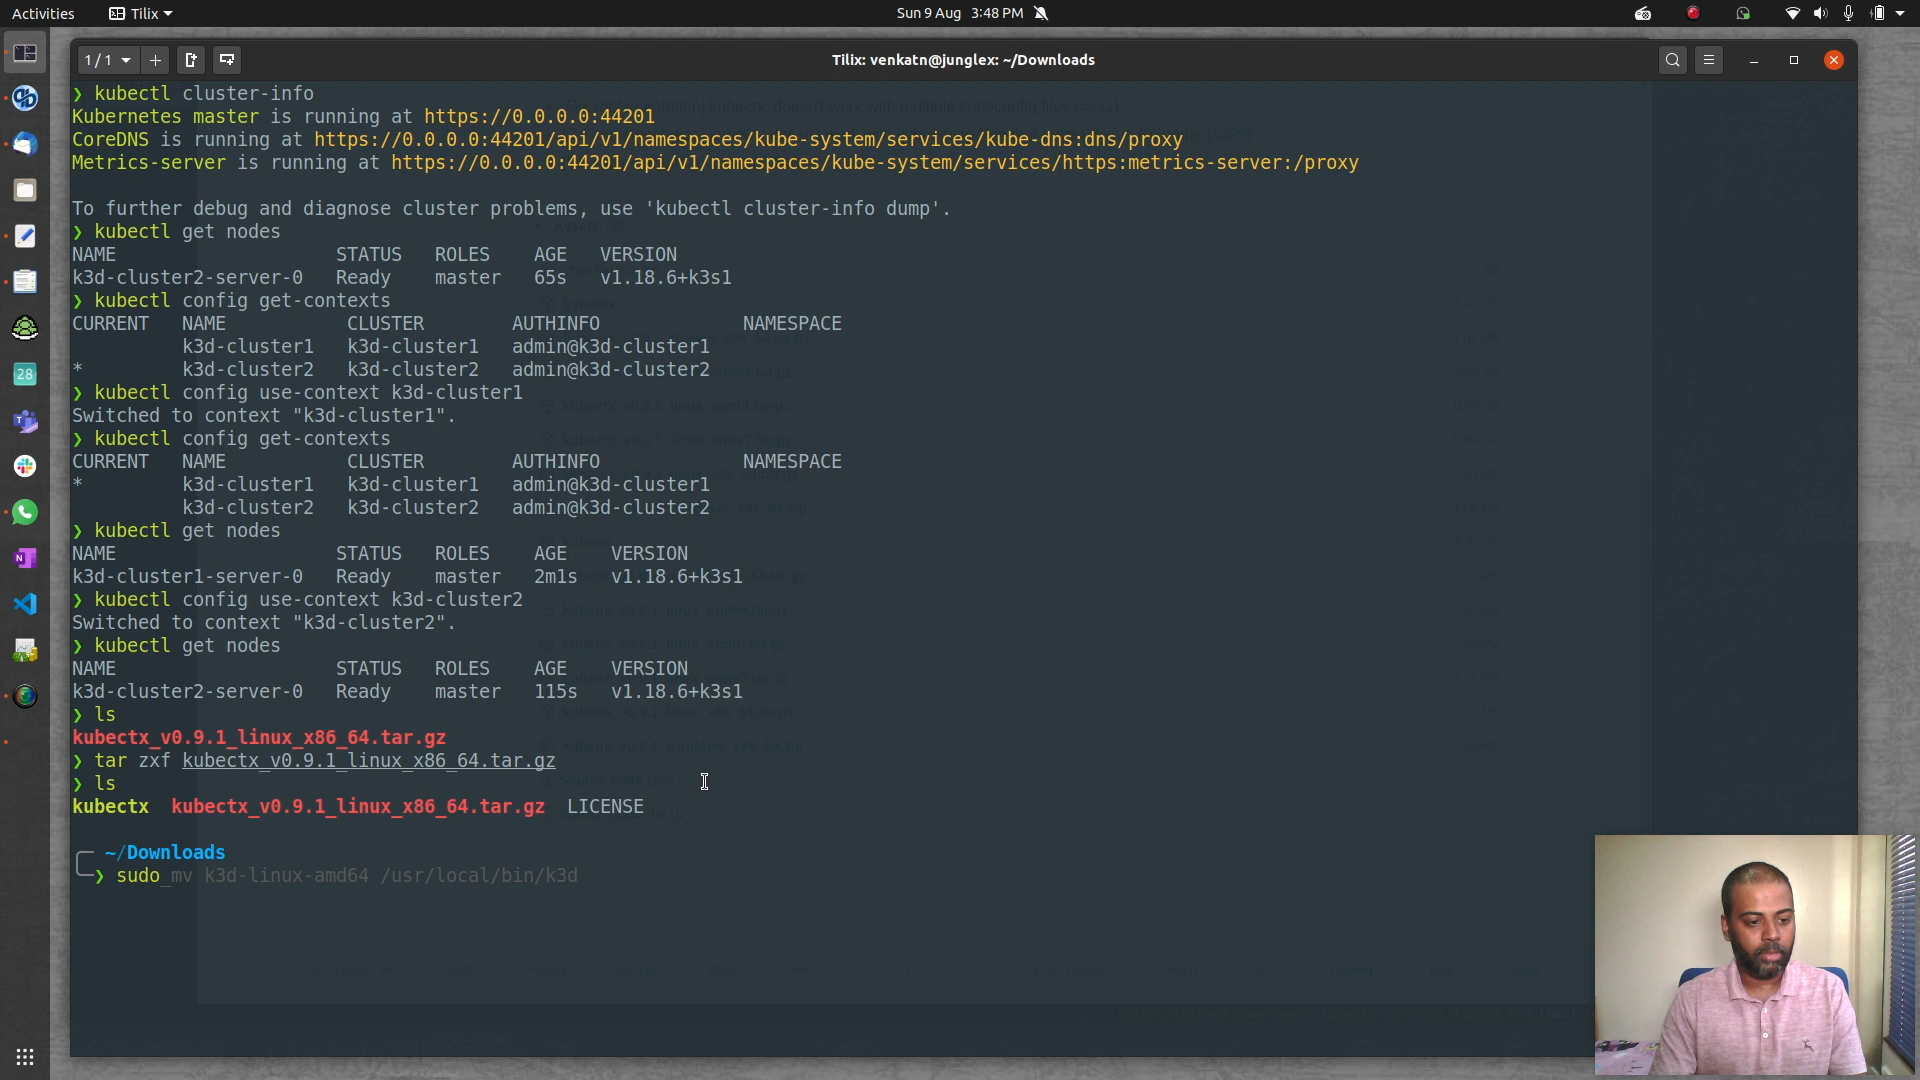 Activities Tilix Sun 9 Aug 3:48 PM
1 / 1 Tilix: venkatn@junglex: ~/Downloads
❯ kubectl cluster-info
Kubernetes master is running at https://0.0.0.0:44201
CoreDNS is running at https://0.0.0.0:44201/api/v1/namespaces/kube-system/services/kube-dns:dns/proxy
Metrics-server is running at https://0.0.0.0:44201/api/v1/namespaces/kube-system/services/https:metrics-server:/proxy
To further debug and diagnose cluster problems, use 'kubectl cluster-info dump'.
❯ kubectl get nodes
NAME STATUS ROLES AGE VERSION
k3d-cluster2-server-0 Ready master 65s v1.18.6+k3s1
❯ kubectl config get-contexts
CURRENT NAME CLUSTER AUTHINFO NAMESPACE
k3d-cluster1 k3d-cluster1 admin@k3d-cluster1
* k3d-cluster2 k3d-cluster2 admin@k3d-cluster2
❯ kubectl config use-context k3d-cluster1
Switched to context "k3d-cluster1".
❯ kubectl config get-contexts
CURRENT NAME CLUSTER AUTHINFO NAMESPACE
* k3d-cluster1 k3d-cluster1 admin@k3d-cluster1
k3d-cluster2 k3d-cluster2 admin@k3d-cluster2
❯ kubectl get nodes
NAME STATUS ROLES AGE VERSION
k3d-cluster1-server-0 Ready master 2m1s v1.18.6+k3s1
❯ kubectl config use-context k3d-cluster2
Switched to context "k3d-cluster2".
❯ kubectl get nodes
NAME STATUS ROLES AGE VERSION
k3d-cluster2-server-0 Ready master 115s v1.18.6+k3s1
❯ ls
kubectx_v0.9.1_linux_x86_64.tar.gz
❯ tar zxf kubectx_v0.9.1_linux_x86_64.tar.gz
❯ ls
kubectx kubectx_v0.9.1_linux_x86_64.tar.gz LICENSE
~/Downloads
❯ sudo mv k3d-linux-amd64 /usr/local/bin/k3d
28